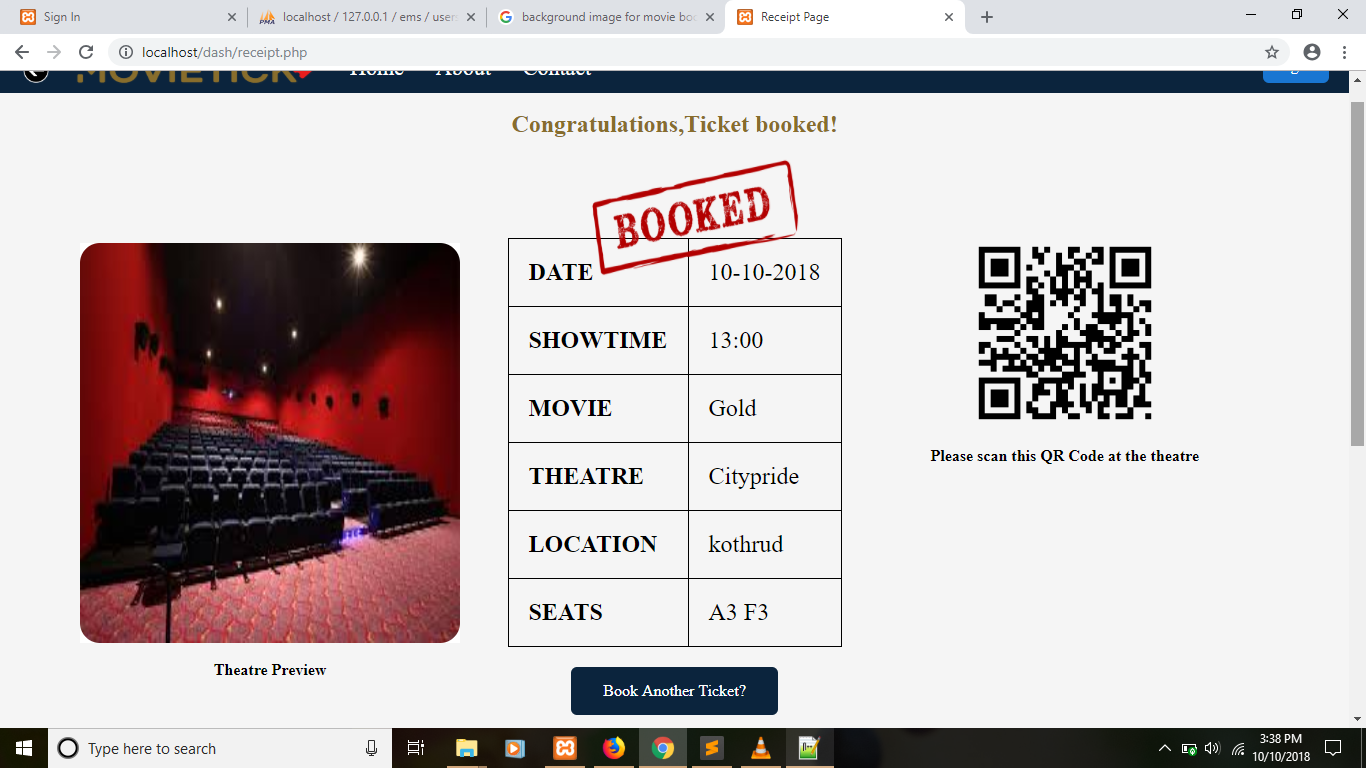 Sign In
localhost / 127.0.0.1 / ems / user
background image for movie boo
Receipt Page
localhost/dash/receipt.php
MOVIETICK Home About Contact
Congratulations,Ticket booked!
BOOKED
DATE 10-10-2018
SHOWTIME 13:00
MOVIE Gold
THEATRE Citypride
LOCATION kothrud
SEATS A3 F3
Please scan this QR Code at the theatre
Theatre Preview
Book Another Ticket?
Type here to search
3:38 PM
10/10/2018